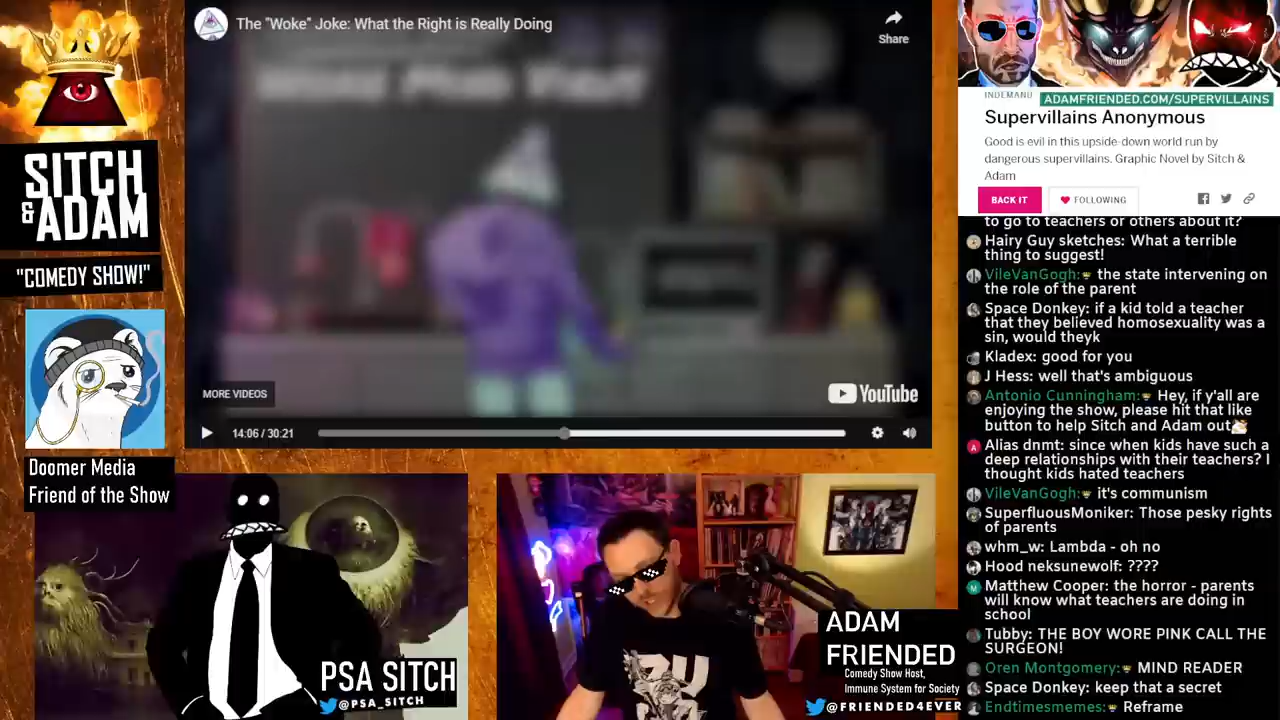 The "Woke" Joke: What the Right is Really Doing
Share
MORE VIDEOS
YouTube
14:06 / 30:21
SITCH
& ADAM
"COMEDY SHOW!"
Doomer Media
Friend of the Show
PSA SITCH
@PSA_SITCH
ADAM
FRIENDED
Comedy Show Host,
Immune System for Society
@FRIENDED4EVER
INDEMAND
ADAMFRIENDED.COM/SUPERVILLAINS
Supervillains Anonymous
Good is evil in this upside-down world run by
dangerous supervillains. Graphic Novel by Sitch &
Adam
BACK IT
FOLLOWING
to go to teachers or others about it?
Hairy Guy sketches: What a terrible
thing to suggest!
VileVanGogh: the state intervening on
the role of the parent
Space Donkey: if a kid told a teacher
that they believed homosexuality was a
sin, would theyk
Kladex: good for you
J Hess: well that's ambiguous
Antonio Cunningham: Hey, if y'all are
enjoying the show, please hit that like
button to help Sitch and Adam out
A
Alias dnmt: since when kids have such a
deep relationships with their teachers? I
thought kids hated teachers
VileVanGogh: it's communism
SuperfluousMoniker: Those pesky rights
of parents
whm_w: Lambda - oh no
Hood neksunewolf: ????
M
Matthew Cooper: the horror - parents
will know what teachers are doing in
school
Tubby: THE BOY WORE PINK CALL THE
SURGEON!
Oren Montgomery: MIND READER
Space Donkey: keep that a secret
Endtimesmemes: Reframe